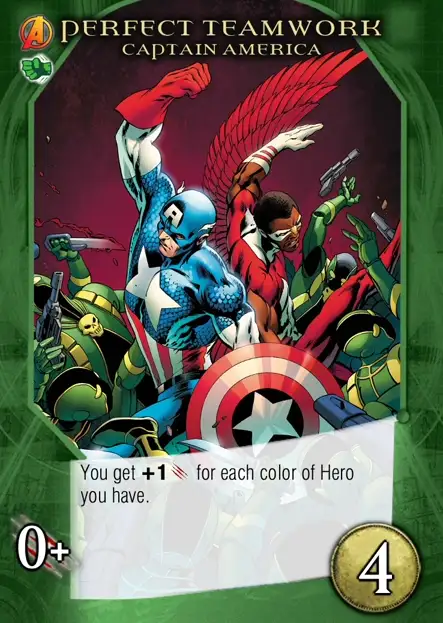 PERFECT TEAMWORK
CAPTAIN AMERICA
You get +1 for each color of Hero
you have.
0+
4